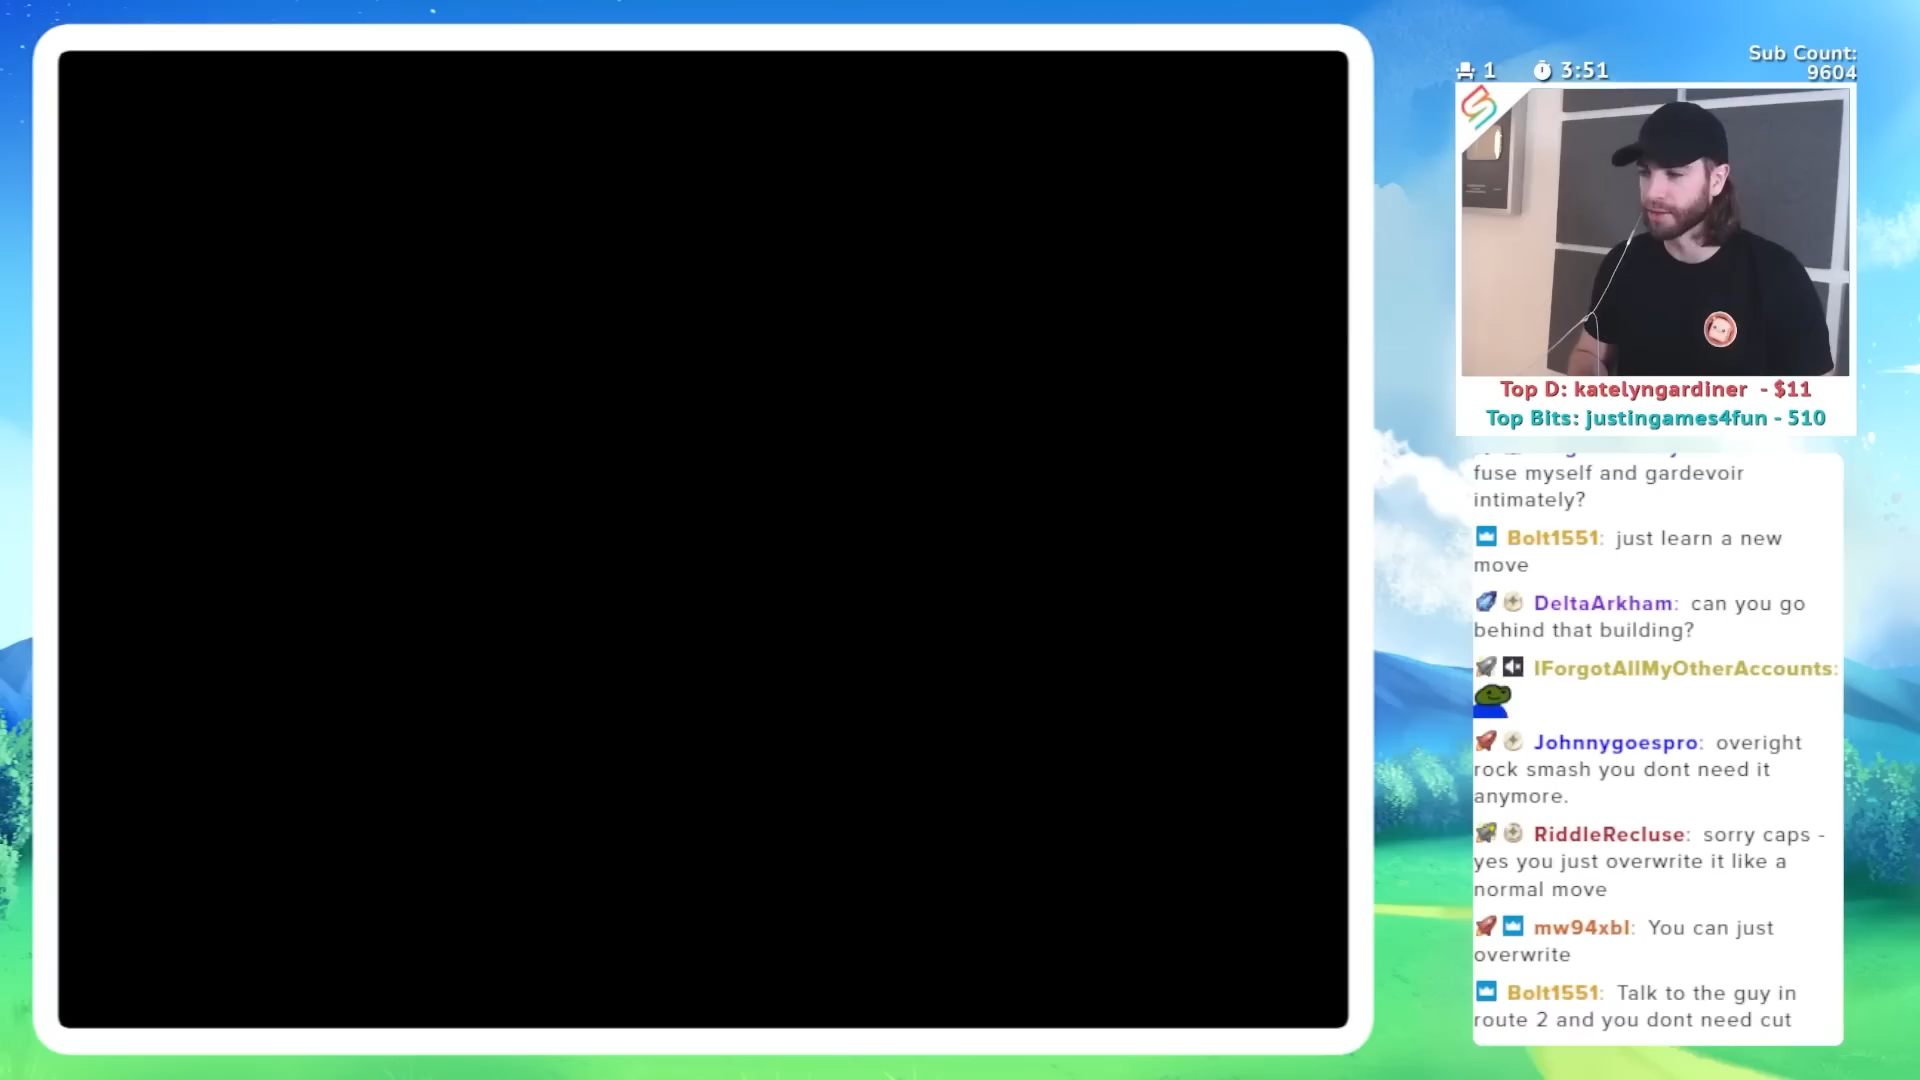 1
3:51
Sub Count:
9604
Top D: katelyngardiner - $11
Top Bits: justingames4fun - 510
fuse myself and gardevoir
intimately?
Bolt1551: just learn a new
move
DeltaArkham: can you go
behind that building?
IForgotAllMyOtherAccounts:
Johnnygoespro: overight
rock smash you dont need it
anymore.
RiddleRecluse: sorry caps -
yes you just overwrite it like a
normal move
mw94xbl: You can just
overwrite
Bolt1551: Talk to the guy in
route 2 and you dont need cut